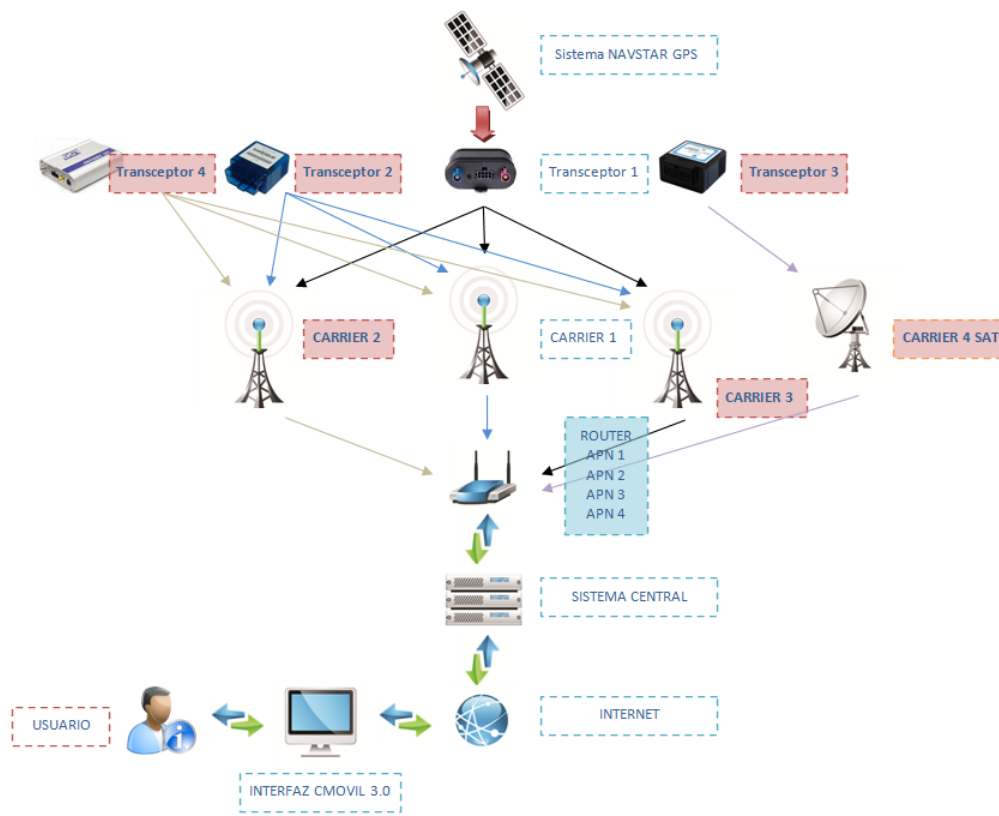 Sistema NAVSTAR GPS
Transceptor 4
Transceptor 2
Transceptor 1
Transceptor 3
CARRIER 2
CARRIER 1
CARRIER 4 SAT
CARRIER 3
ROUTER
APN 1
APN 2
APN 3
APN 4
SISTEMA CENTRAL
USUARIO
INTERNET
INTERFAZ CMOVIL 3.0